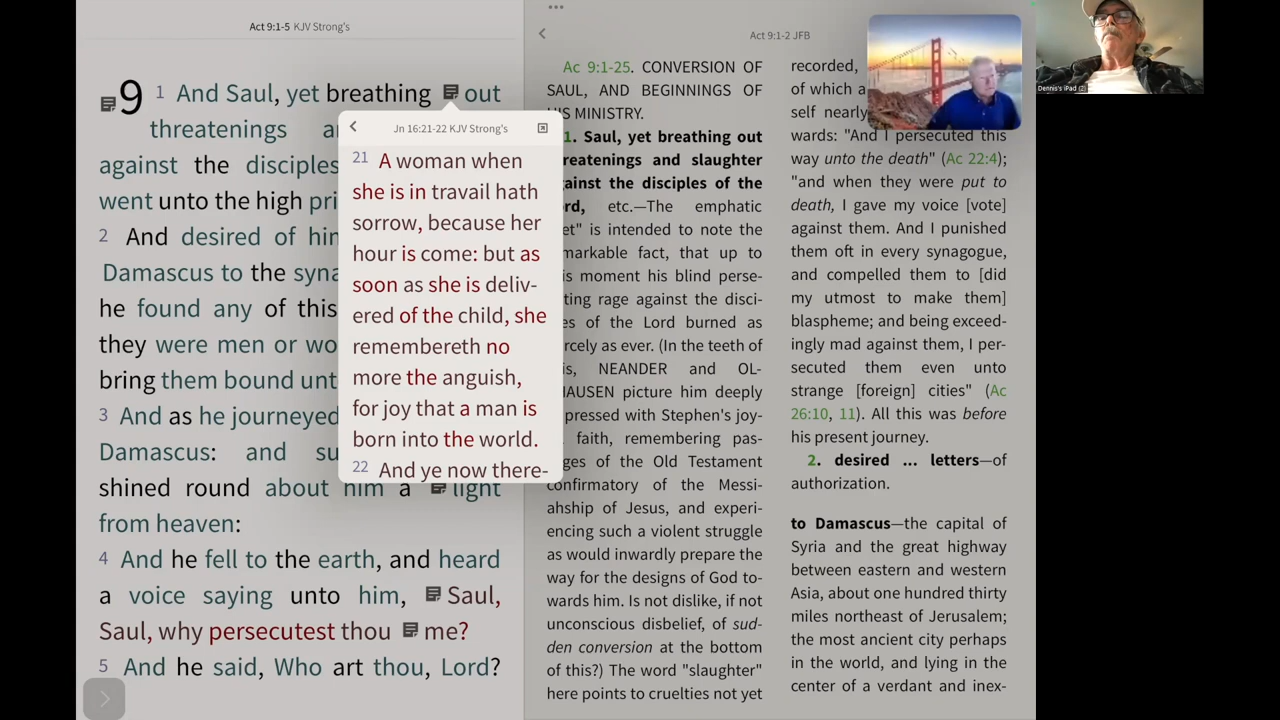 Act 9:1-5 KJV Strong's
9 1 And Saul, yet breathing out
threatenings
against the disciples
went unto the high
2 And desired of
Damascus to the
he found any of this
they were men or
bring them bound
3 And as he journeyed
Damascus: and
shined round about him a light
from heaven:
4 And he fell to the earth, and heard
a voice saying unto him, Saul,
Saul, why persecutest thou me?
5 And he said, Who art thou, Lord?
Jn 16:21-22 KJV Strong's
21 A woman when
she is in travail hath
sorrow, because her
hour is come: but as
soon as she is deliv-
ered of the child, she
remembereth no
more the anguish,
for joy that a man is
born into the world.
22 And ye now there-
Act 9:1-2 JFB
Ac 9:1-25. CONVERSION OF
SAUL, AND BEGINNINGS OF
HIS MINISTRY.
1. Saul, yet breathing out
threatenings and slaughter
against the disciples of the
etc.—The emphatic
is intended to note the
fact, that up to
moment his blind perse-
rage against the disci-
of the Lord burned as
as ever. (In the teeth of
NEANDER and OL-
picture him deeply
with Stephen's joy-
faith, remembering pas-
of the Old Testament
confirmatory of the Messi-
ahship of Jesus, and experi-
encing such a violent struggle
as would inwardly prepare the
way for the designs of God to-
wards him. Is not dislike, if not
unconscious disbelief, of sud-
den conversion at the bottom
of this?) The word "slaughter"
here points to cruelties not yet
recorded,
of which a
self nearly
wards: "And I persecuted this
way unto the death" (Ac 22:4);
"and when they were put to
death, I gave my voice [vote]
against them. And I punished
them oft in every synagogue,
and compelled them to [did
my utmost to make them]
blaspheme; and being exceed-
ingly mad against them, I per-
secuted them even unto
strange [foreign] cities" (Ac
26:10, 11). All this was before
his present journey.
2. desired ... letters—of
authorization.
to Damascus—the capital of
Syria and the great highway
between eastern and western
Asia, about one hundred thirty
miles northeast of Jerusalem;
the most ancient city perhaps
in the world, and lying in the
center of a verdant and inex-
Dennis's iPad (2)